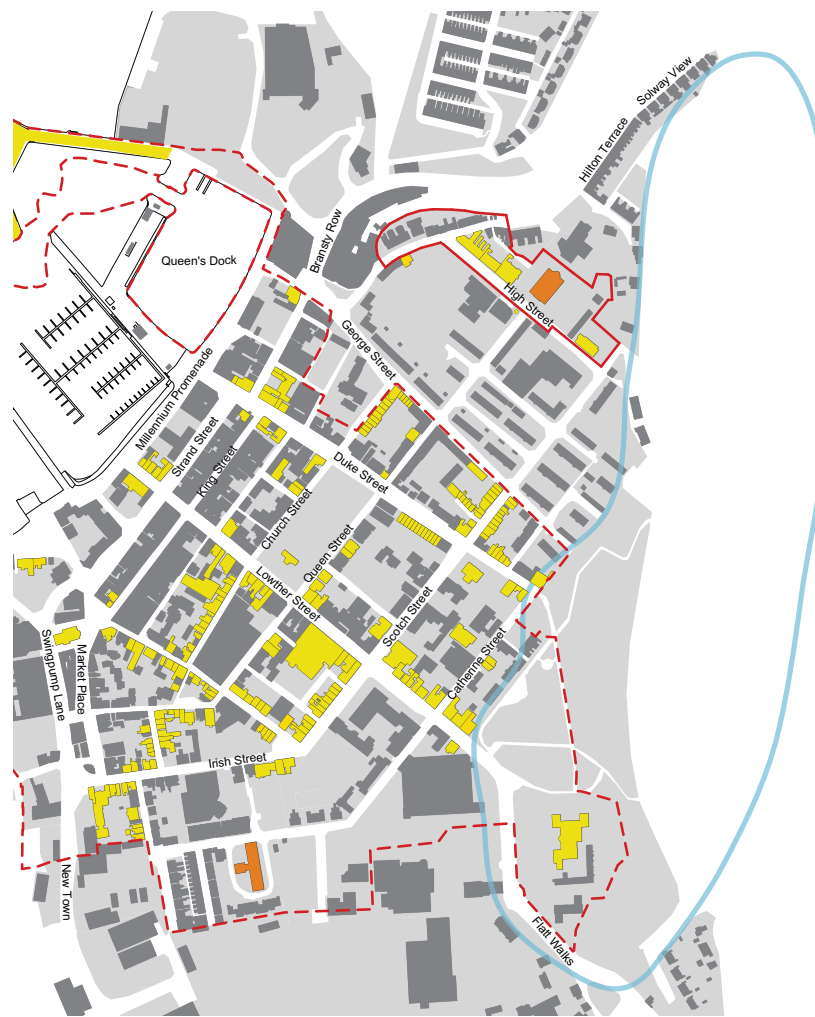 Solway View
Hilton Terrace
Bransty Row
Queen's Dock
High Street
George Street
Millennium Promenade
Strand Street
King Street
Duke Street
Church Street
Queen Street
Lowther Street
Scotch Street
Catherine Street
Swingpump Lane
Market Place
Irish Street
New Town
Flatt Walks